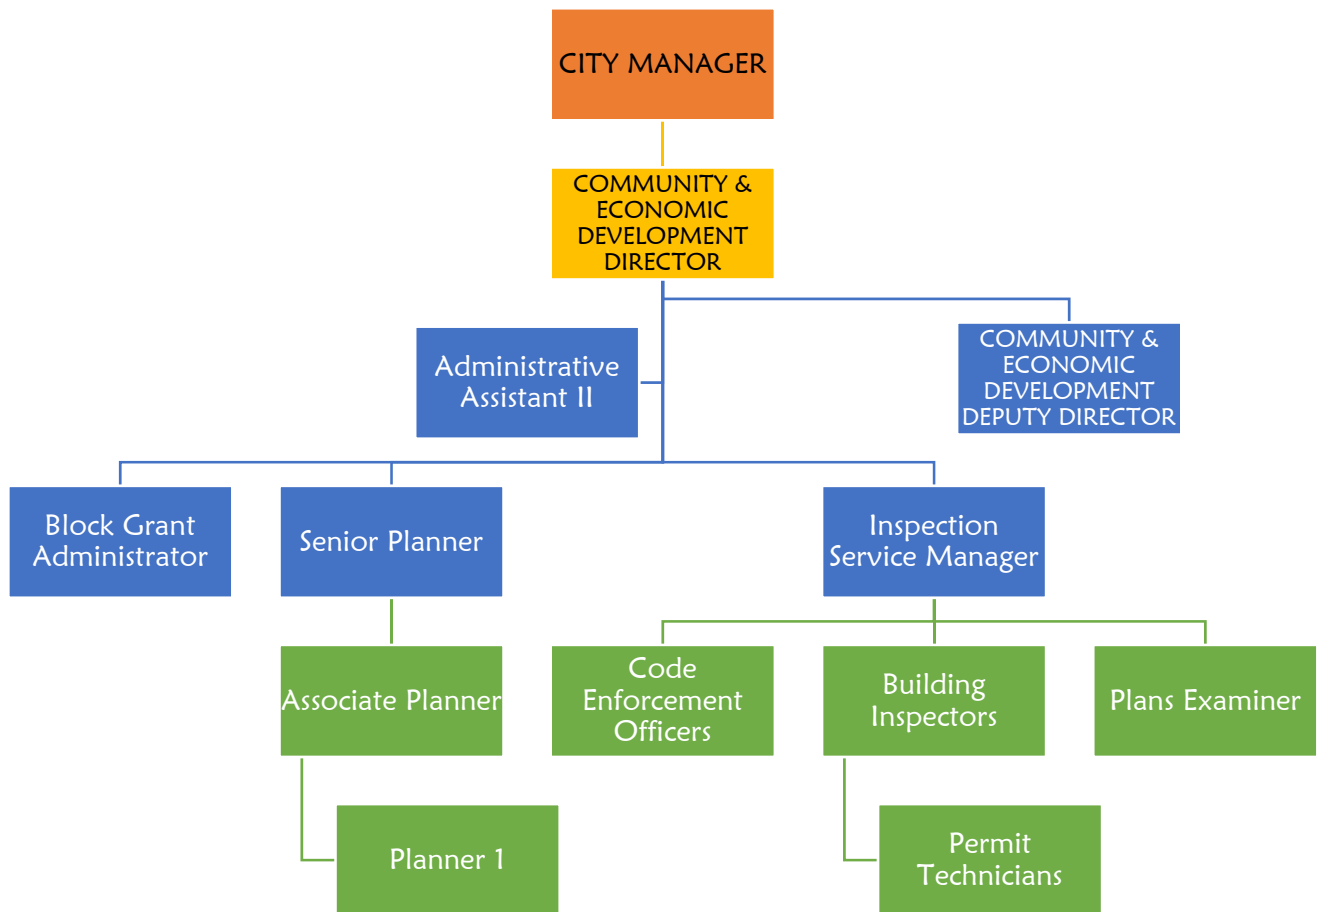 CITY MANAGER
COMMUNITY &
ECONOMIC
DEVELOPMENT
DIRECTOR
Administrative
Assistant II
COMMUNITY &
ECONOMIC
DEVELOPMENT
DEPUTY DIRECTOR
Block Grant
Administrator
Senior Planner
Inspection
Service Manager
Associate Planner
Code
Enforcement
Officers
Building
Inspectors
Plans Examiner
Planner 1
Permit
Technicians